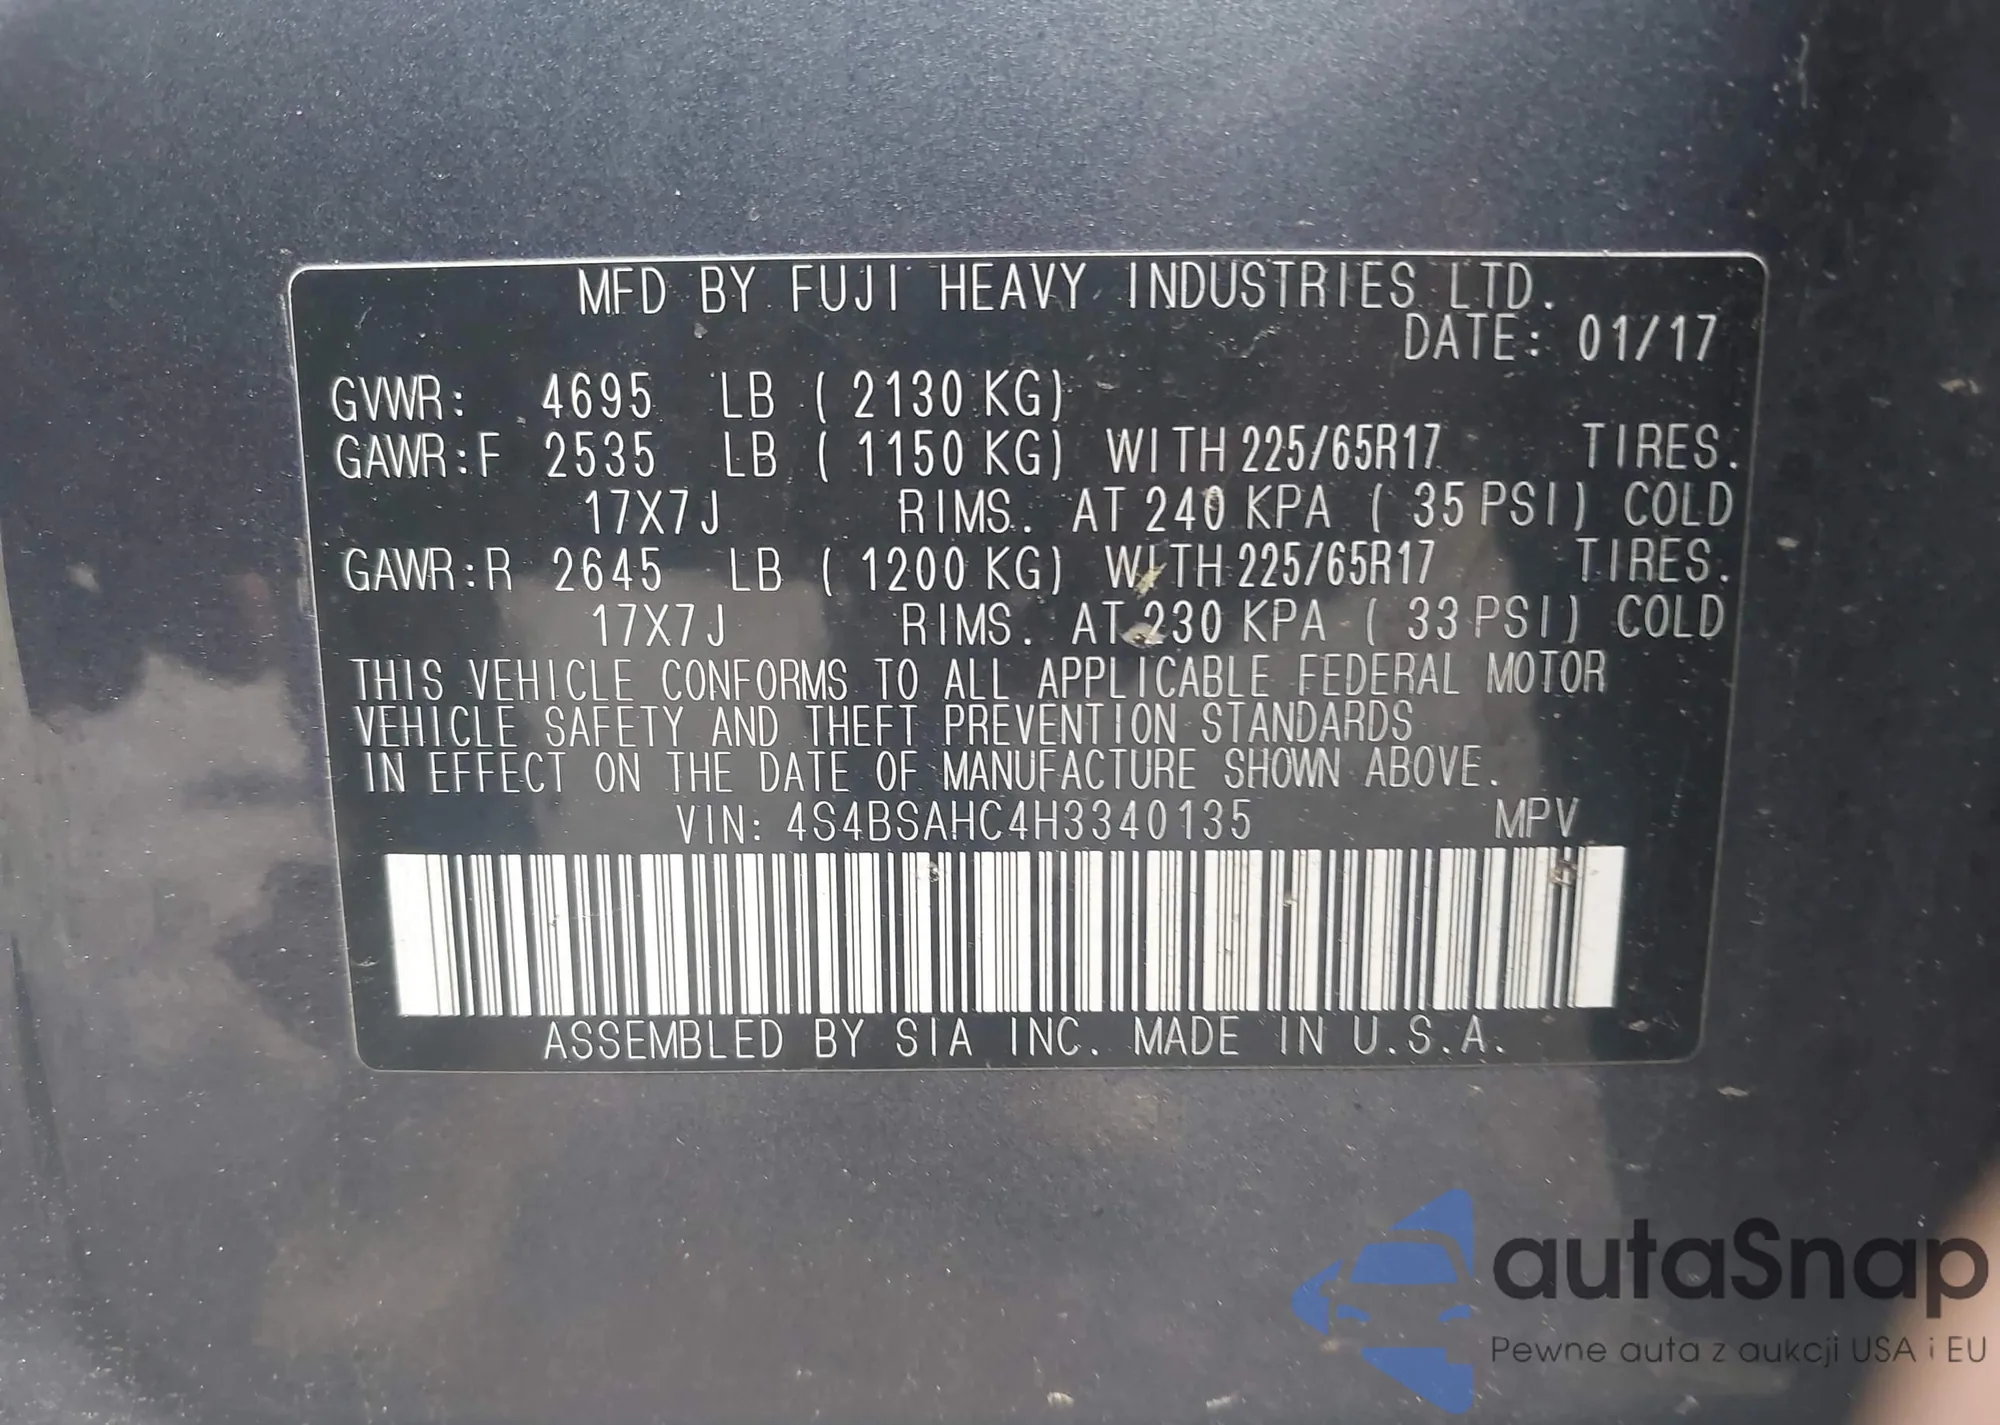 MFD BY FUJI HEAVY INDUSTRIES LTD.
DATE: 01/17
GVWR: 4695 LB ( 2130 KG)
GAWR:F 2535 LB ( 1150 KG) WITH 225/65R17 TIRES.
17X7J RIMS. AT 240 KPA ( 35 PSI) COLD
GAWR:R 2645 LB ( 1200 KG) WITH 225/65R17 TIRES.
17X7J RIMS. AT 230 KPA ( 33 PSI) COLD
THIS VEHICLE CONFORMS TO ALL APPLICABLE FEDERAL MOTOR
VEHICLE SAFETY AND THEFT PREVENTION STANDARDS
IN EFFECT ON THE DATE OF MANUFACTURE SHOWN ABOVE.
VIN: 4S4BSAHC4H3340135 MPV
ASSEMBLED BY SIA INC. MADE IN U.S.A.
autaSnap
Pewne auta z aukcji USA i EU